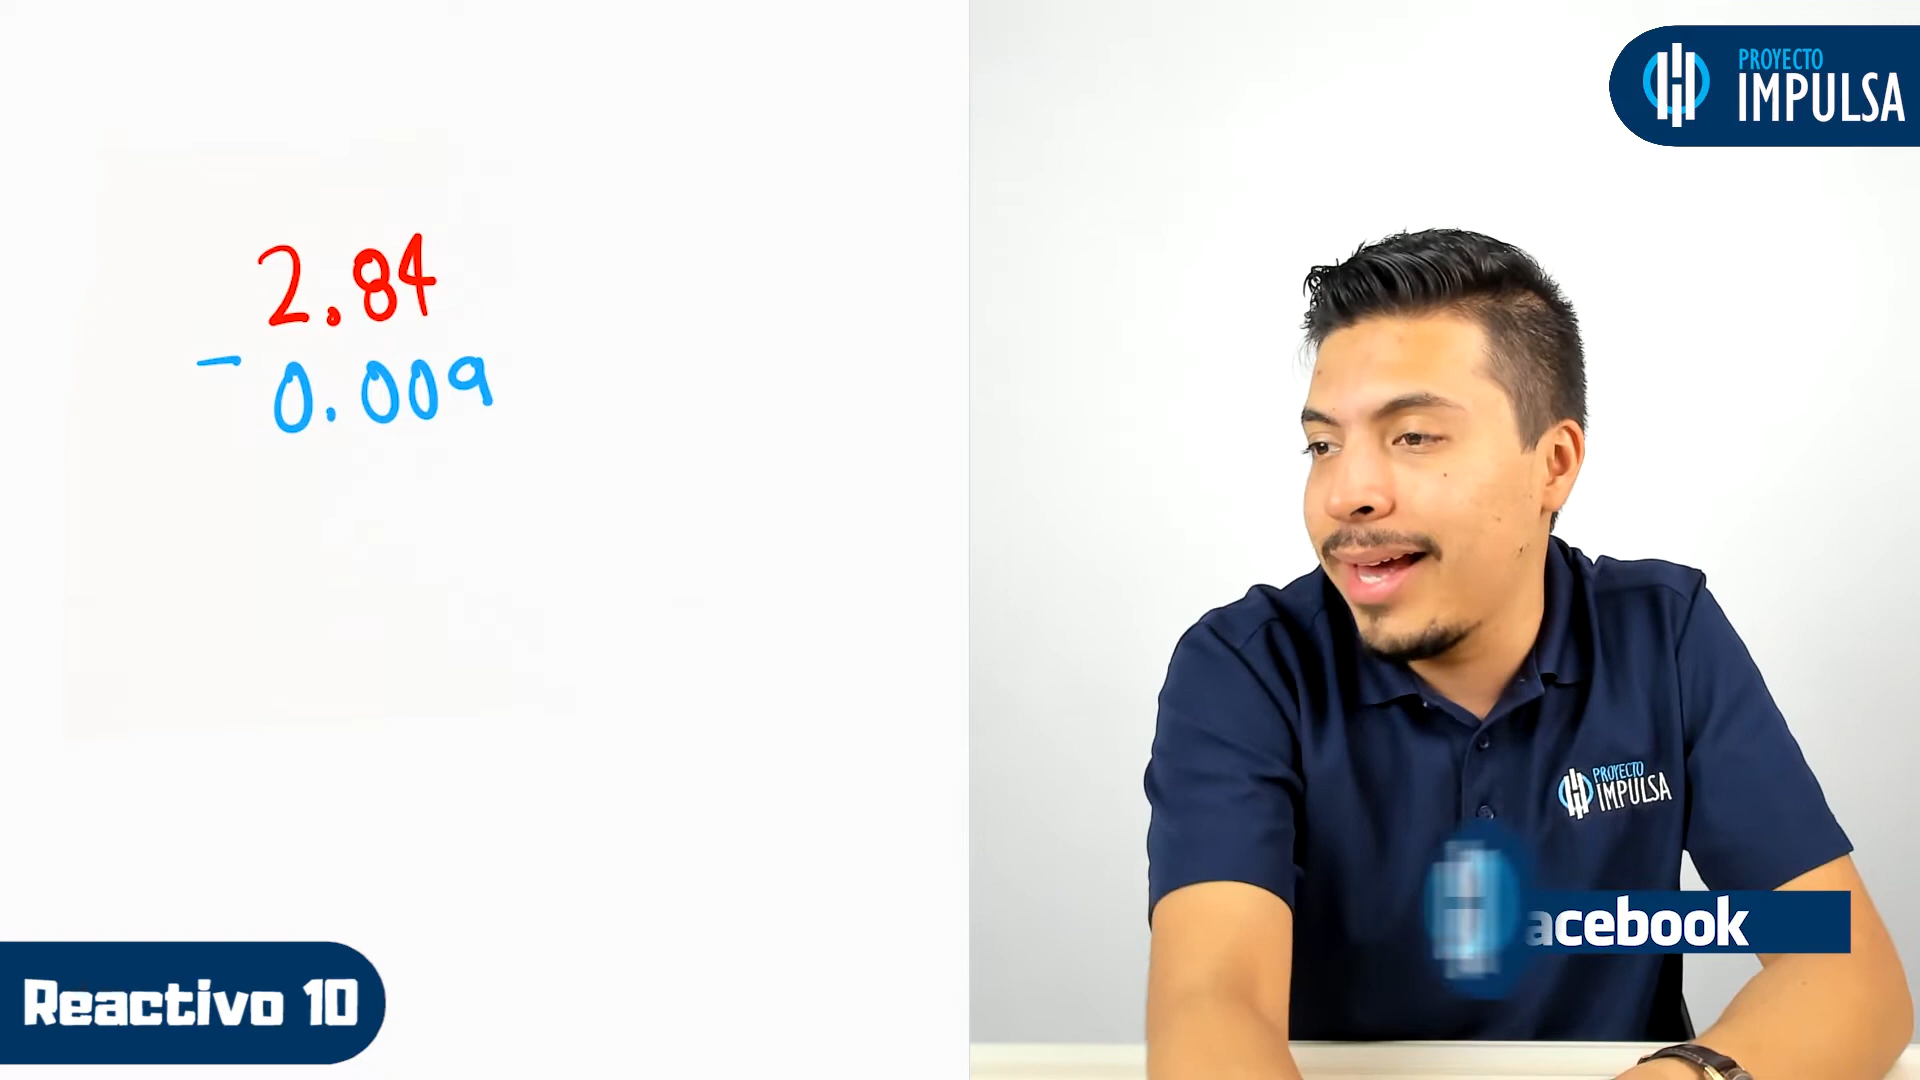 2.84
- 0.009
PROYECTO
IMPULSA
PROYECTO
IMPULSA
acebook
Reactivo 10